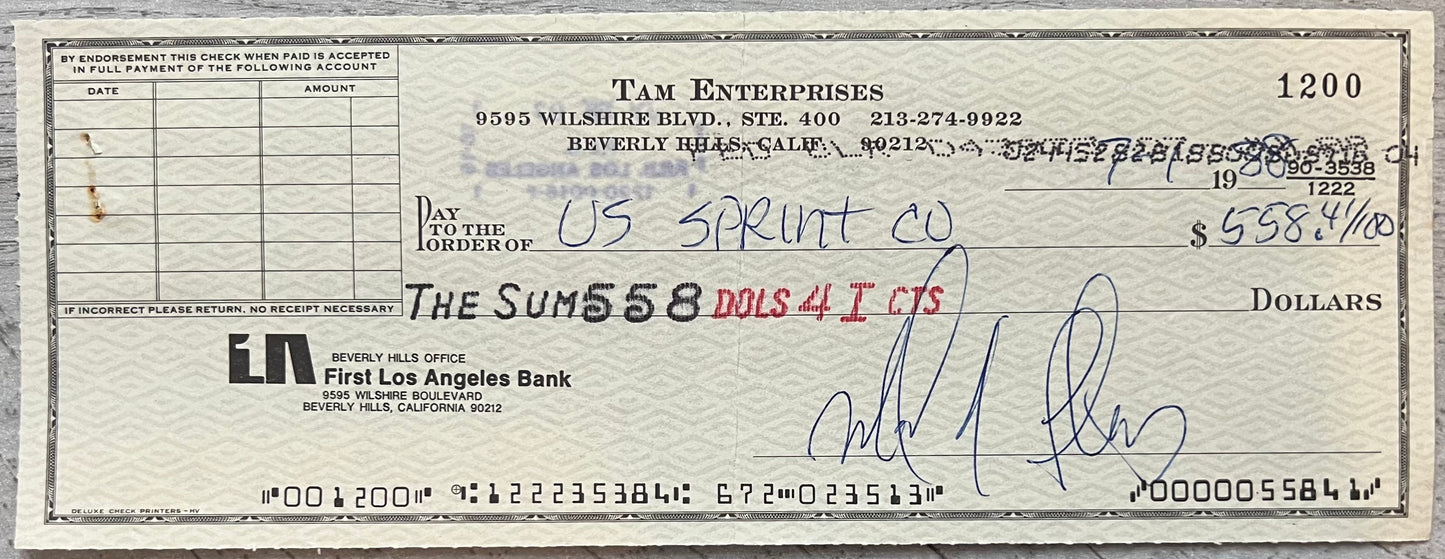 BY ENDORSEMENT THIS CHECK WHEN PAID IS ACCEPTED
IN FULL PAYMENT OF THE FOLLOWING ACCOUNT
DATE AMOUNT
IF INCORRECT PLEASE RETURN. NO RECEIPT NECESSARY
TAM ENTERPRISES
9595 WILSHIRE BLVD., STE. 400 213-274-9922
BEVERLY HILLS, CALIF. 90212
1200
19 88
90-3538
1222
PAY
TO THE
ORDER OF
US SPRINT CO
$ 558.41/100
THE SUM 558 DOLS 41 CTS
DOLLARS
BEVERLY HILLS OFFICE
First Los Angeles Bank
9595 WILSHIRE BOULEVARD
BEVERLY HILLS, CALIFORNIA 90212
⑈001200⑈ ⑆122235384⑆ 672⑉023513⑈ ⑇0000055841⑇
DELUXE CHECK PRINTERS - HV